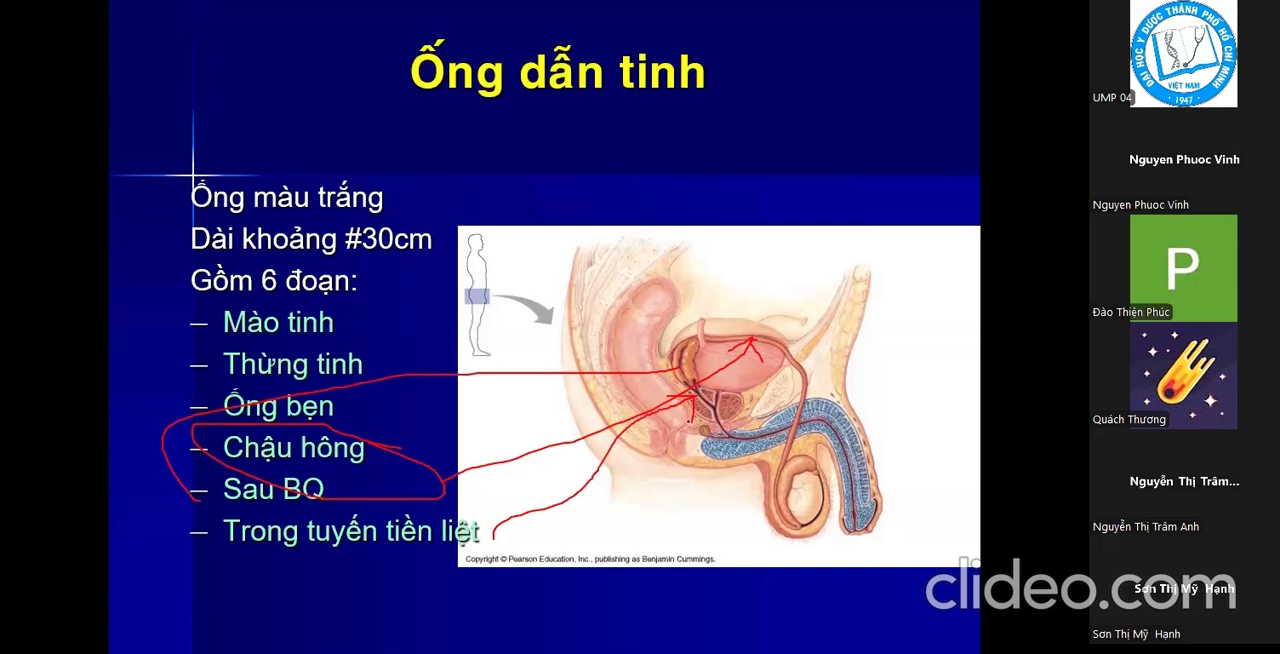 Ống dẫn tinh
Ống màu trắng
Dài khoảng #30cm
Gồm 6 đoạn:
– Mào tinh
– Thừng tinh
– Ống bẹn
– Chậu hông
– Sau BQ
– Trong tuyến tiền liệt
Copyright © Pearson Education, Inc., publishing as Benjamin Cummings.
ĐẠI HỌC Y DƯỢC THÀNH PHỐ HỒ CHÍ MINH
VIỆT NAM
1947
UMP 04
Nguyen Phuoc Vinh
Nguyen Phuoc Vinh
P
Đào Thiện Phúc
Quách Thương
Nguyễn Thị Trâm...
Nguyễn Thị Trâm Anh
Sơn Thị Mỹ Hạnh
Sơn Thị Mỹ Hạnh
clideo.com